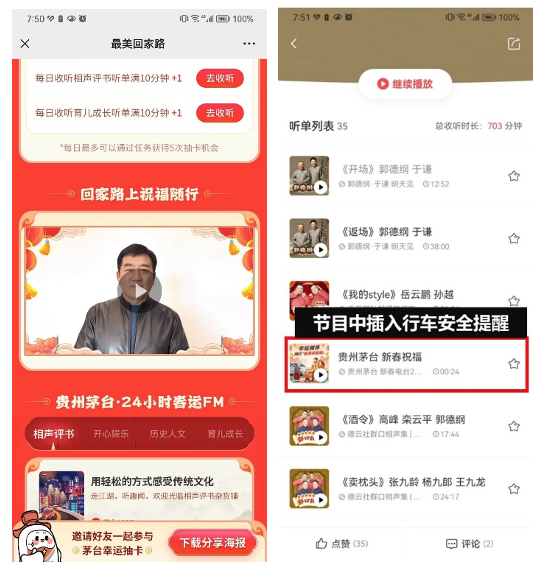 7:50
100%
最美回家路
每日收听相声评书听单满10分钟 +1
去收听
每日收听育儿成长听单满10分钟 +1
去收听
*每日最多可以通过任务获得5次抽卡机会
回家路上祝福随行
贵州茅台·24小时春运FM
相声评书
开心娱乐
历史人文
育儿成长
用轻松的方式感受传统文化
走江湖，听趣闻，欢迎光临相声评书杂货铺
邀请好友一起参与
茅台幸运抽卡
下载分享海报
7:51
100%
继续播放
听单列表 35
总收听时长：703 分钟
《开场》郭德纲 于谦
郭德纲·于谦 明天见
12:52
《返场》郭德纲 于谦
郭德纲·于谦 明天见
38:00
《我的style》岳云鹏 孙越
节目中插入行车安全提醒
贵州茅台 新春祝福
贵州茅台 新春电台2...
00:24
《酒令》高峰 栾云平 郭德纲
德云社群口相声集 |...
17:44
《卖枕头》张九龄 杨九郎 王九龙
德云社群口相声集 |...
24:17
点赞 (35)
评论 (2)